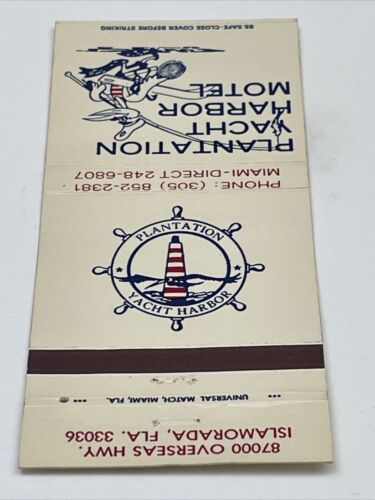 BE SAFE-CLOSE COVER BEFORE STRIKING
PLANTATION
YACHT
HARBOR
MOTEL
PHONE: (305) 852-2381
MIAMI-DIRECT 248-6807
PLANTATION
YACHT HARBOR
••• UNIVERSAL MATCH, MIAMI, FLA. •••
87000 OVERSEAS HWY.
ISLAMORADA, FLA. 33036